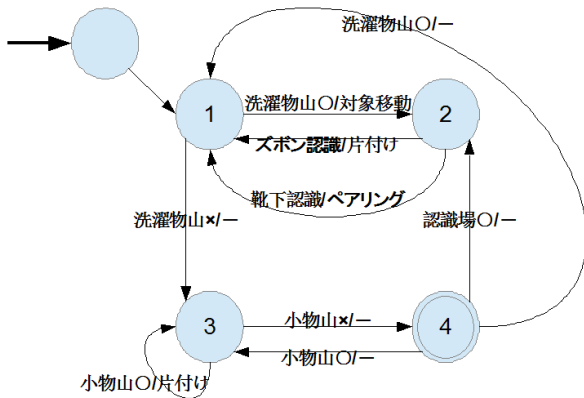 洗濯物山○/ー
1
洗濯物山○/対象移動
2
ズボン認識/片付け
靴下認識/ペアリング
洗濯物山×/ー
認識場○/ー
3
小物山×/ー
4
小物山○/ー
小物山○/片付け